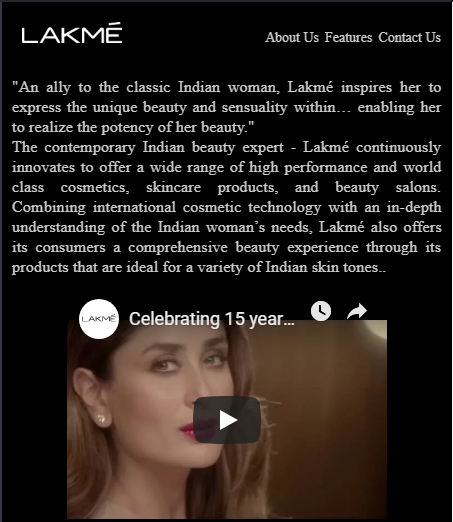 LAKMÉ
About Us Features Contact Us
"An ally to the classic Indian woman, Lakmé inspires her to
express the unique beauty and sensuality within… enabling her
to realize the potency of her beauty."
The contemporary Indian beauty expert - Lakmé continuously
innovates to offer a wide range of high performance and world
class cosmetics, skincare products, and beauty salons.
Combining international cosmetic technology with an in-depth
understanding of the Indian woman’s needs, Lakmé also offers
its consumers a comprehensive beauty experience through its
products that are ideal for a variety of Indian skin tones..
LAKMÉ
Celebrating 15 year...